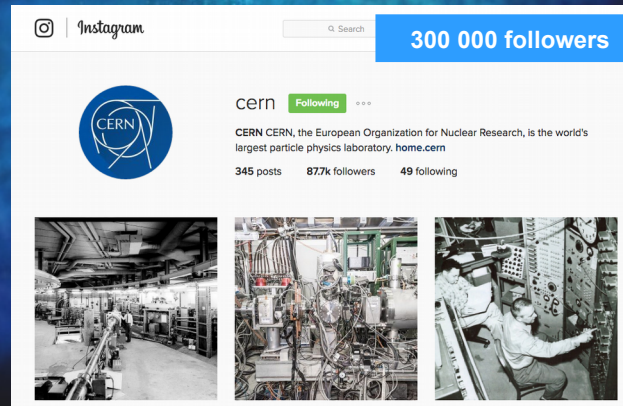 Instagram
Search
300 000 followers
CERN
cern Following
CERN CERN, the European Organization for Nuclear Research, is the world's
largest particle physics laboratory. home.cern
345 posts 87.7k followers 49 following